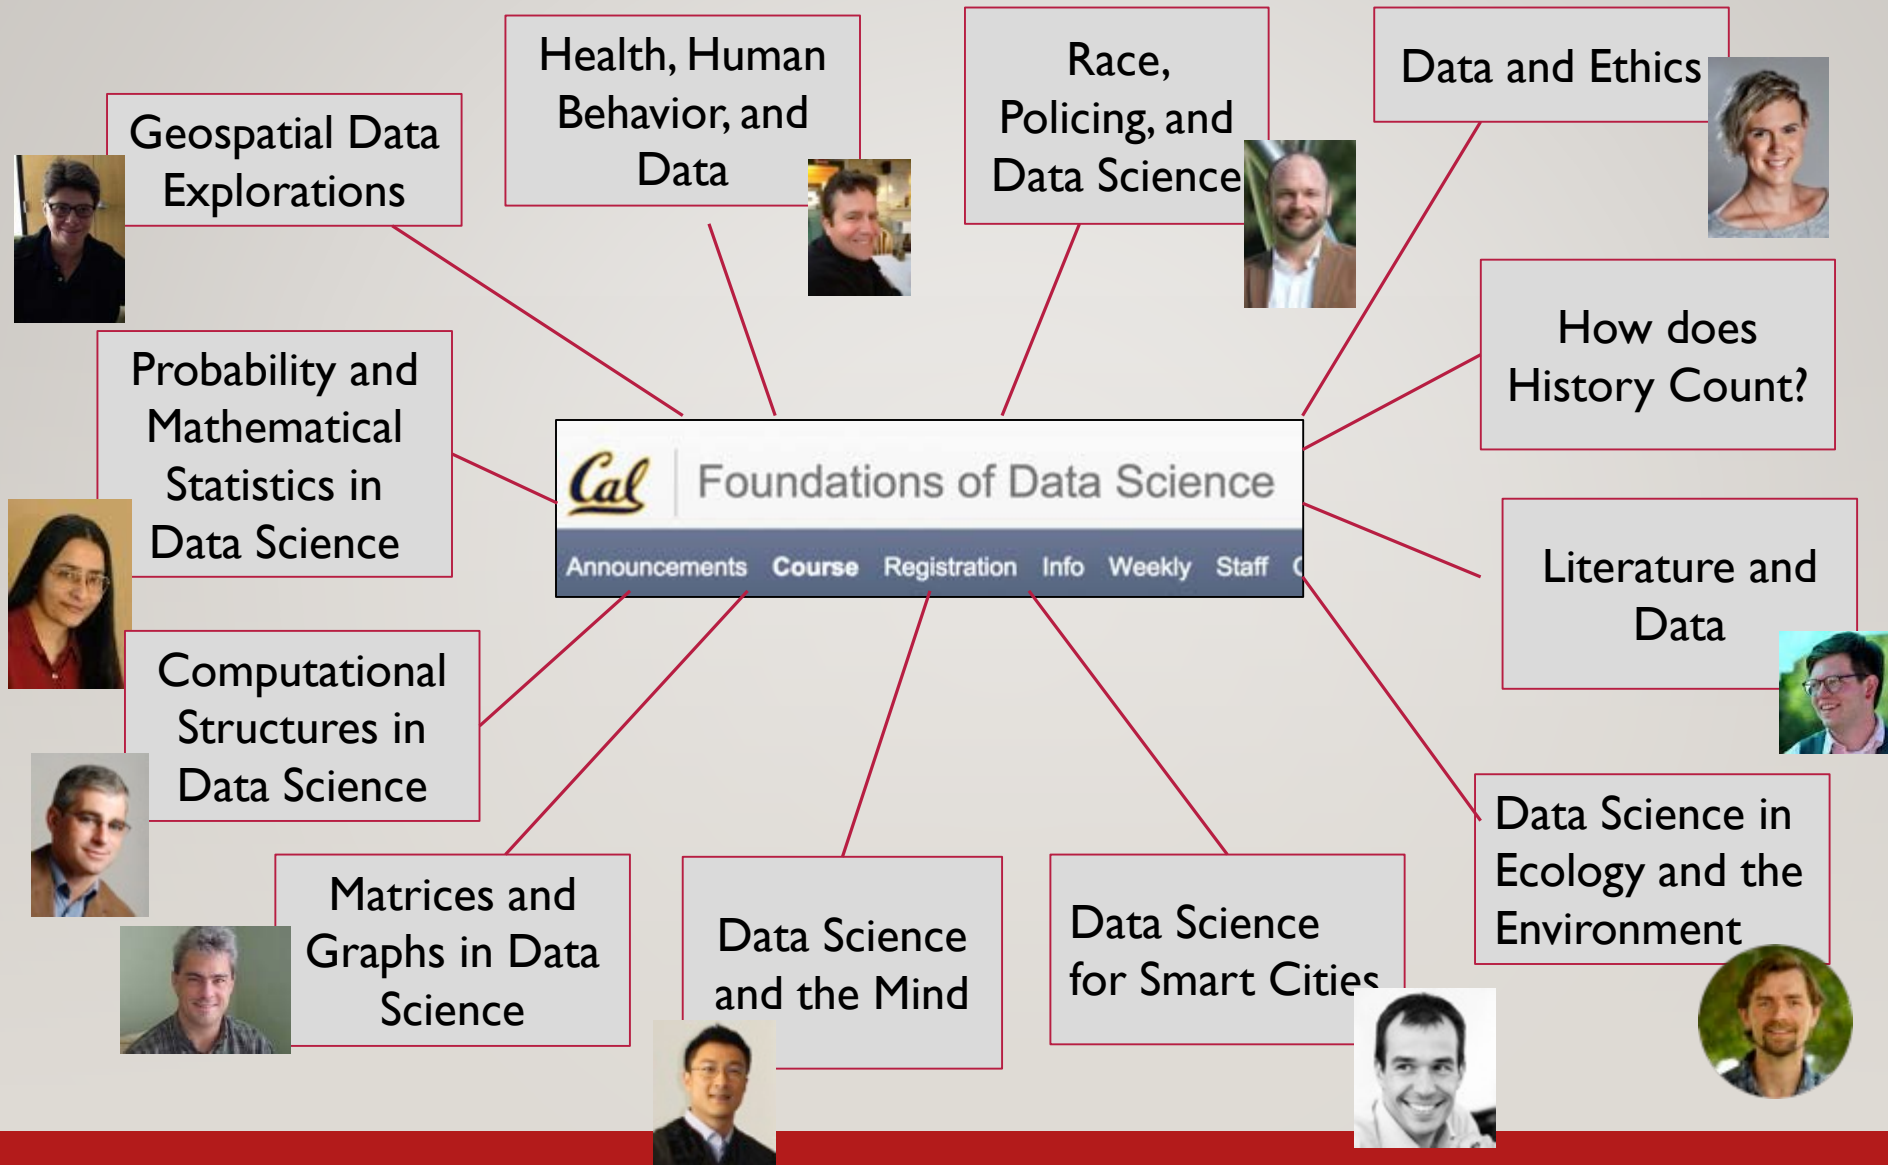 Geospatial Data
Explorations
Health, Human
Behavior, and
Data
Race,
Policing, and
Data Science
Data and Ethics
How does
History Count?
Probability and
Mathematical
Statistics in
Data Science
Cal
Foundations of Data Science
Announcements Course Registration Info Weekly Staff
Literature and
Data
Computational
Structures in
Data Science
Data Science in
Ecology and the
Environment
Matrices and
Graphs in Data
Science
Data Science
and the Mind
Data Science
for Smart Cities